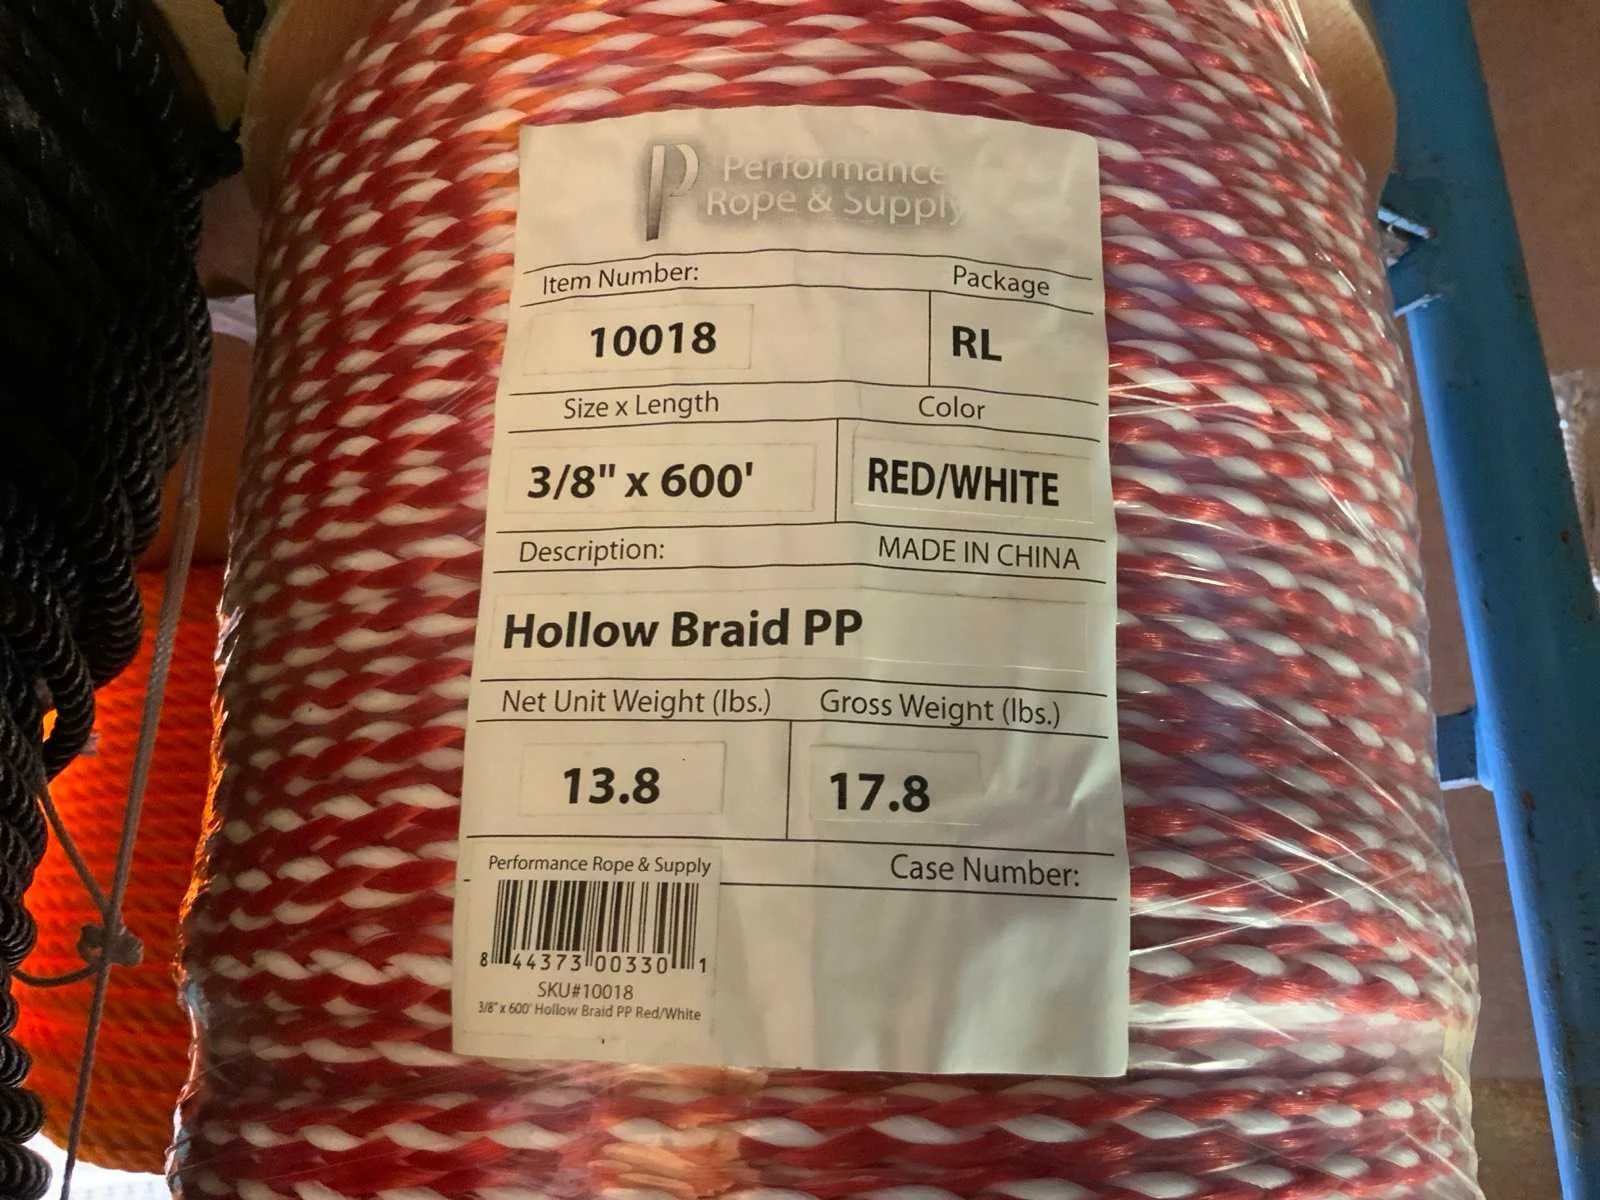 Performance
Rope & Supply
Item Number:
Package
10018
RL
Size x Length
Color
3/8" x 600'
RED/WHITE
Description:
MADE IN CHINA
Hollow Braid PP
Net Unit Weight (lbs.)
Gross Weight (lbs.)
13.8
17.8
Performance Rope & Supply
Case Number:
8 44373 00330 1
SKU#10018
3/8" x 600' Hollow Braid PP Red/White